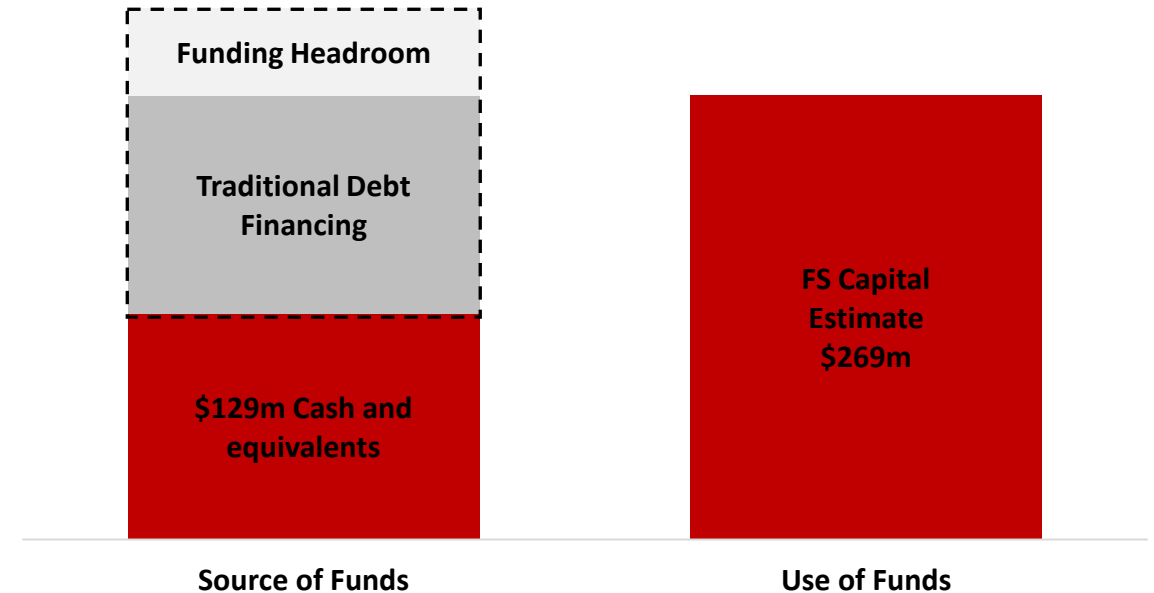 Funding Headroom
Traditional Debt
Financing
$129m Cash and
equivalents
FS Capital
Estimate
$269m
Source of Funds
Use of Funds